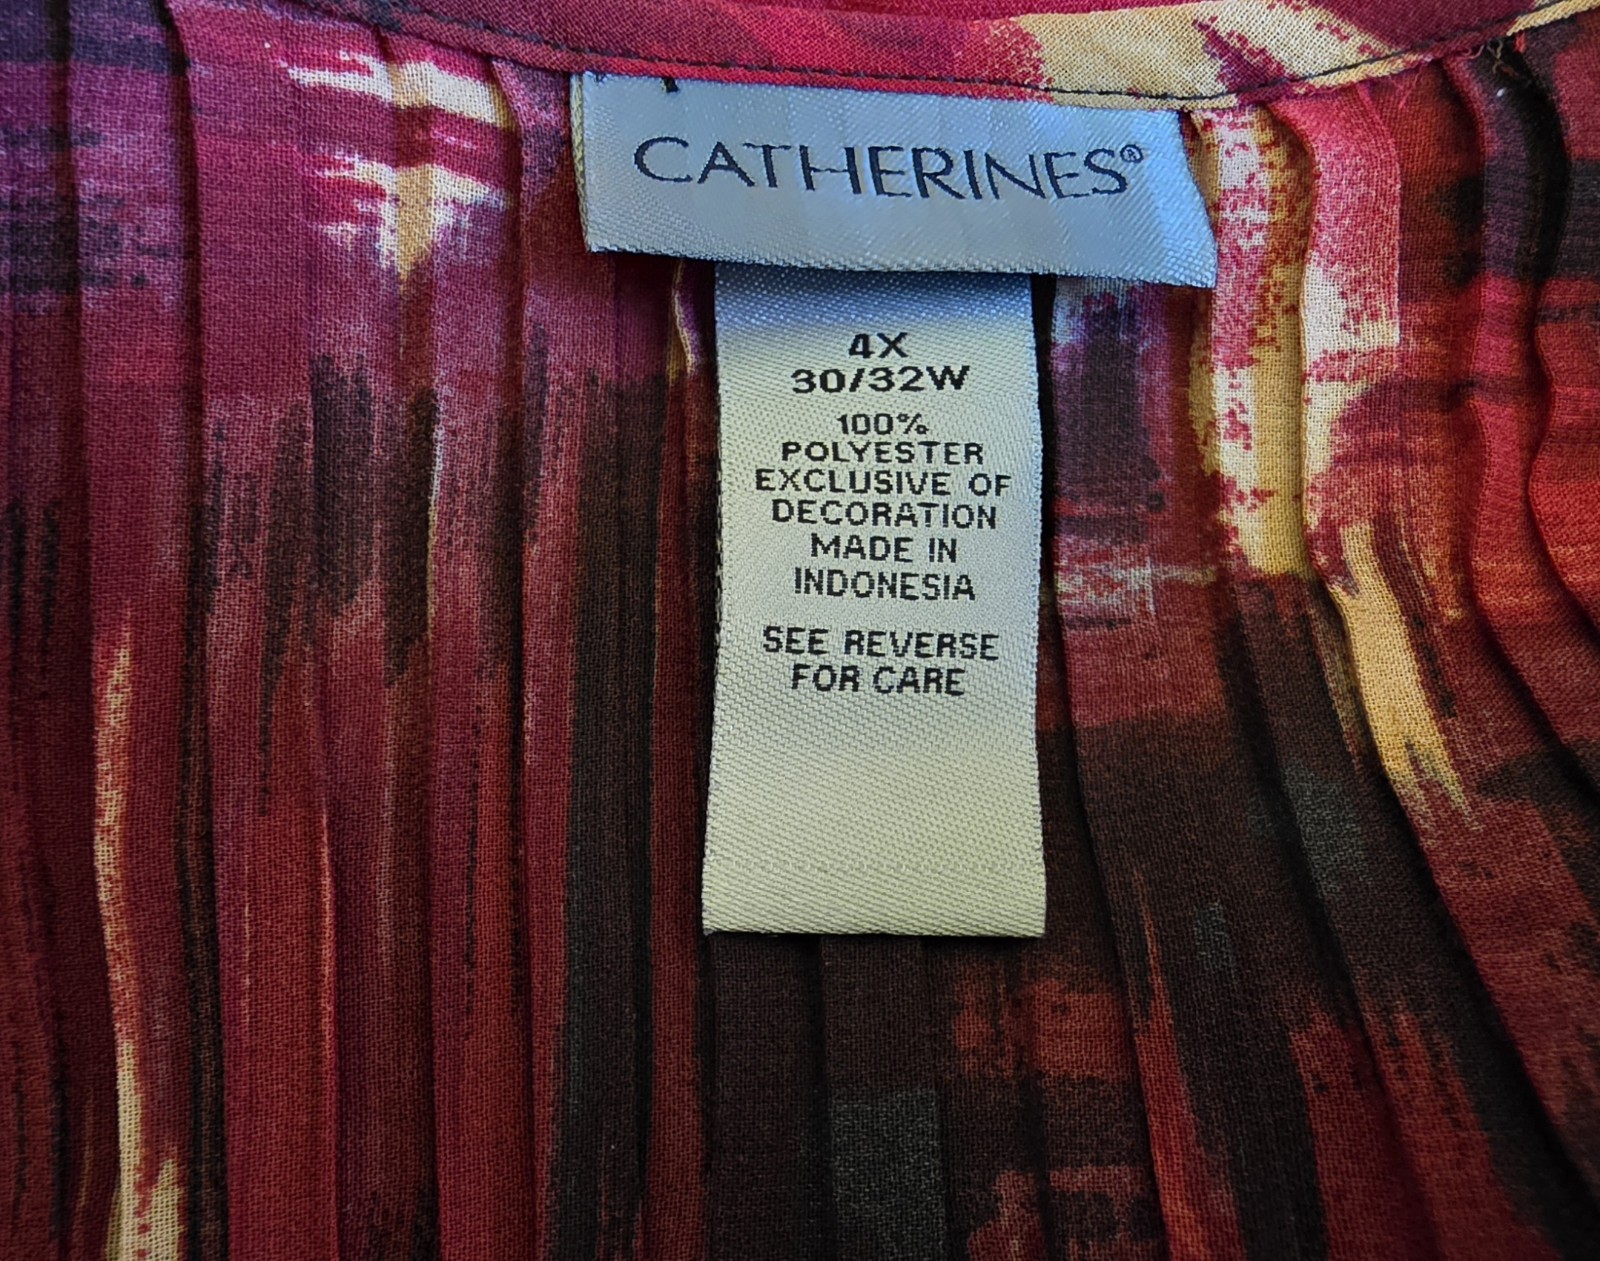 CATHERINES®
4X
30/32W
100%
POLYESTER
EXCLUSIVE OF
DECORATION
MADE IN
INDONESIA
SEE REVERSE
FOR CARE